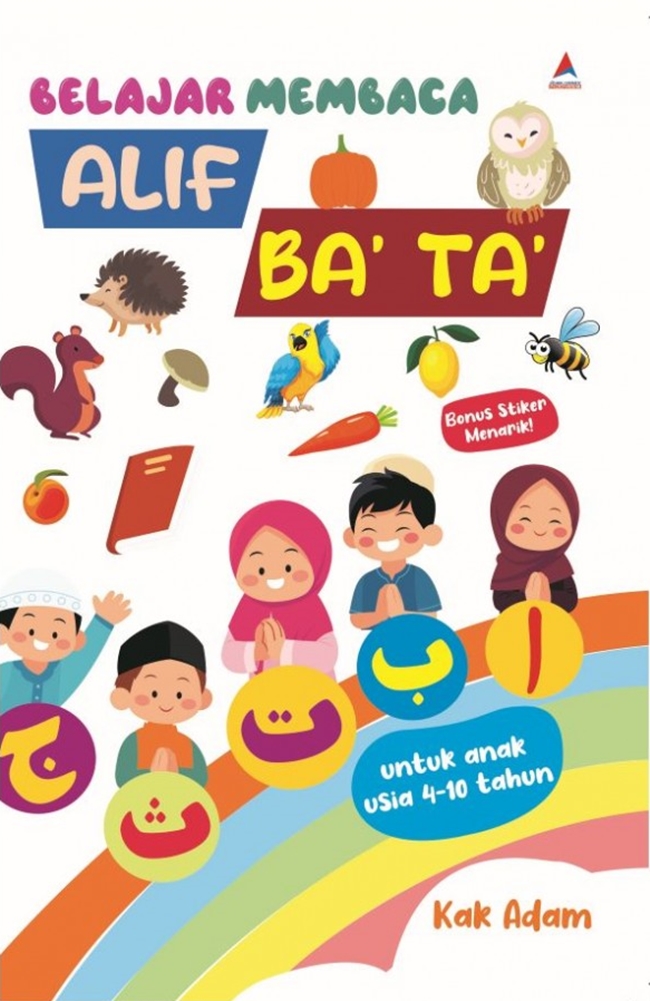 BELAJAR MEMBACA
ALIF
BA' TA'
Bonus Stiker
Menarik!
ا
ب
ت
ث
ج
untuk anak
usia 4-10 tahun
Kak Adam